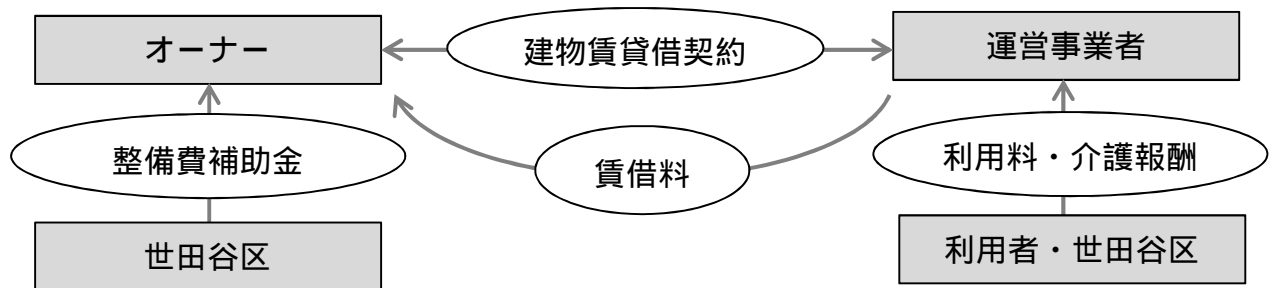 オーナー
建物賃貸借契約
運営事業者
整備費補助金
賃借料
利用料・介護報酬
世田谷区
利用者・世田谷区